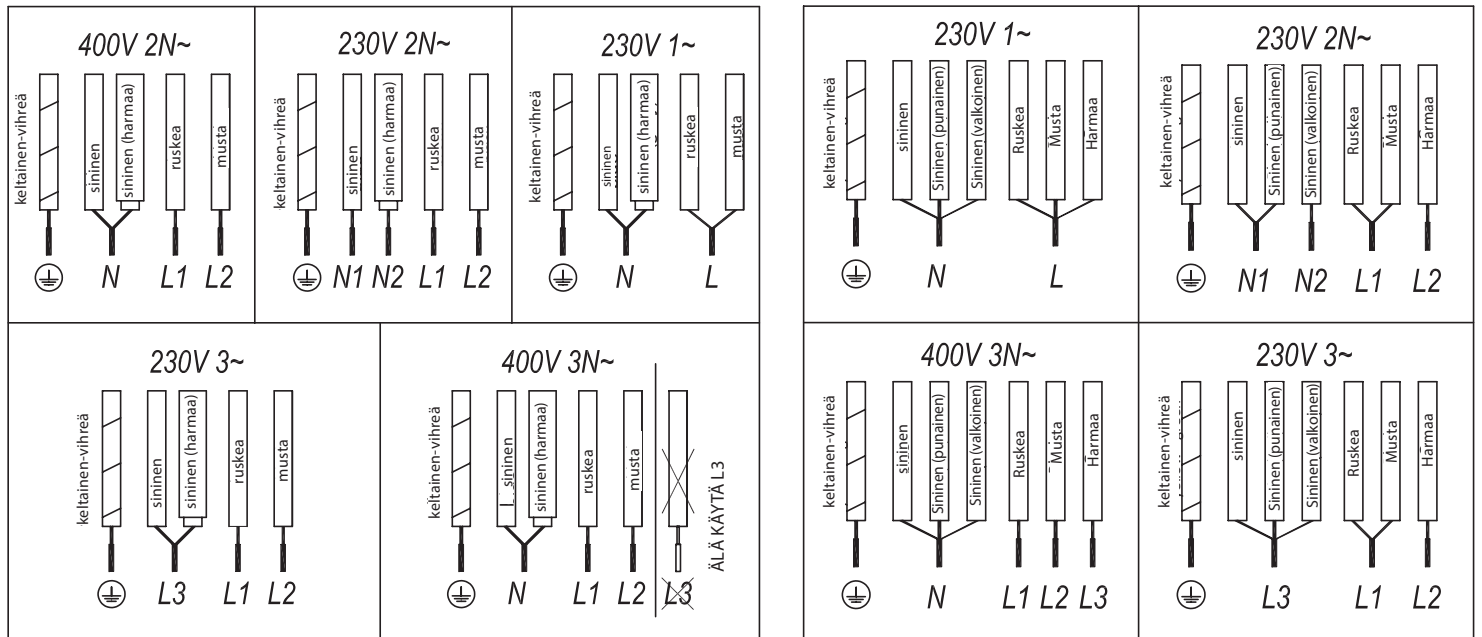 400V 2N~
keltainen-vihreä
sininen
sininen (harmaa)
ruskea
musta
N L1 L2
230V 2N~
keltainen-vihreä
sininen
sininen (harmaa)
ruskea
musta
N1 N2 L1 L2
230V 1~
keltainen-vihreä
sininen
sininen (harmaa)
ruskea
musta
N L
230V 3~
keltainen-vihreä
sininen
sininen (harmaa)
ruskea
musta
L3 L1 L2
400V 3N~
keltainen-vihreä
sininen
sininen (harmaa)
ruskea
musta
ÄLÄ KÄYTÄ L3
N L1 L2 L3
230V 1~
keltainen-vihreä
sininen
Sininen (punainen)
Sininen (valkoinen)
Ruskea
Musta
Harmaa
N L
230V 2N~
keltainen-vihreä
sininen
Sininen (punainen)
Sininen (valkoinen)
Ruskea
Musta
Harmaa
N1 N2 L1 L2
400V 3N~
keltainen-vihreä
sininen
Sininen (punainen)
Sininen (valkoinen)
Ruskea
Musta
Harmaa
N L1 L2 L3
230V 3~
keltainen-vihreä
sininen
Sininen (punainen)
Sininen (valkoinen)
Ruskea
Musta
Harmaa
L3 L1 L2